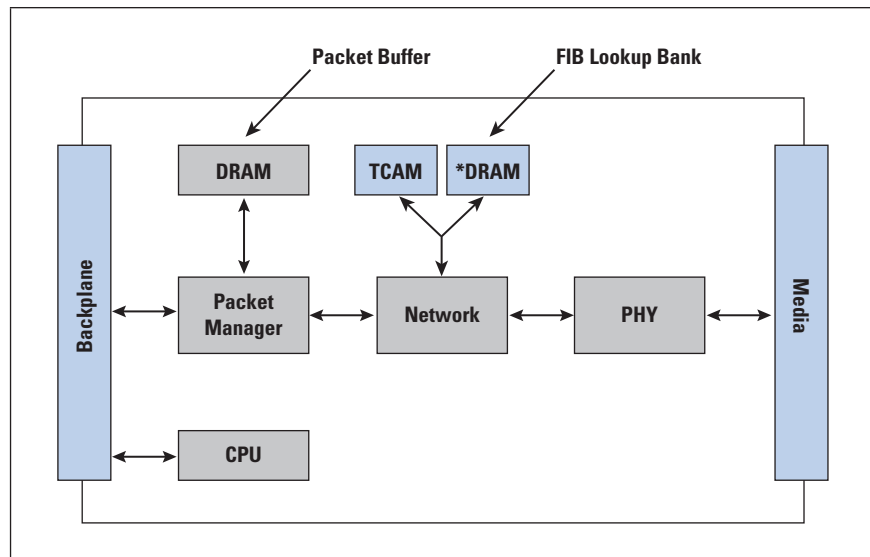 Packet Buffer
FIB Lookup Bank
DRAM
TCAM
*DRAM
Backplane
Packet
Manager
Network
PHY
Media
CPU